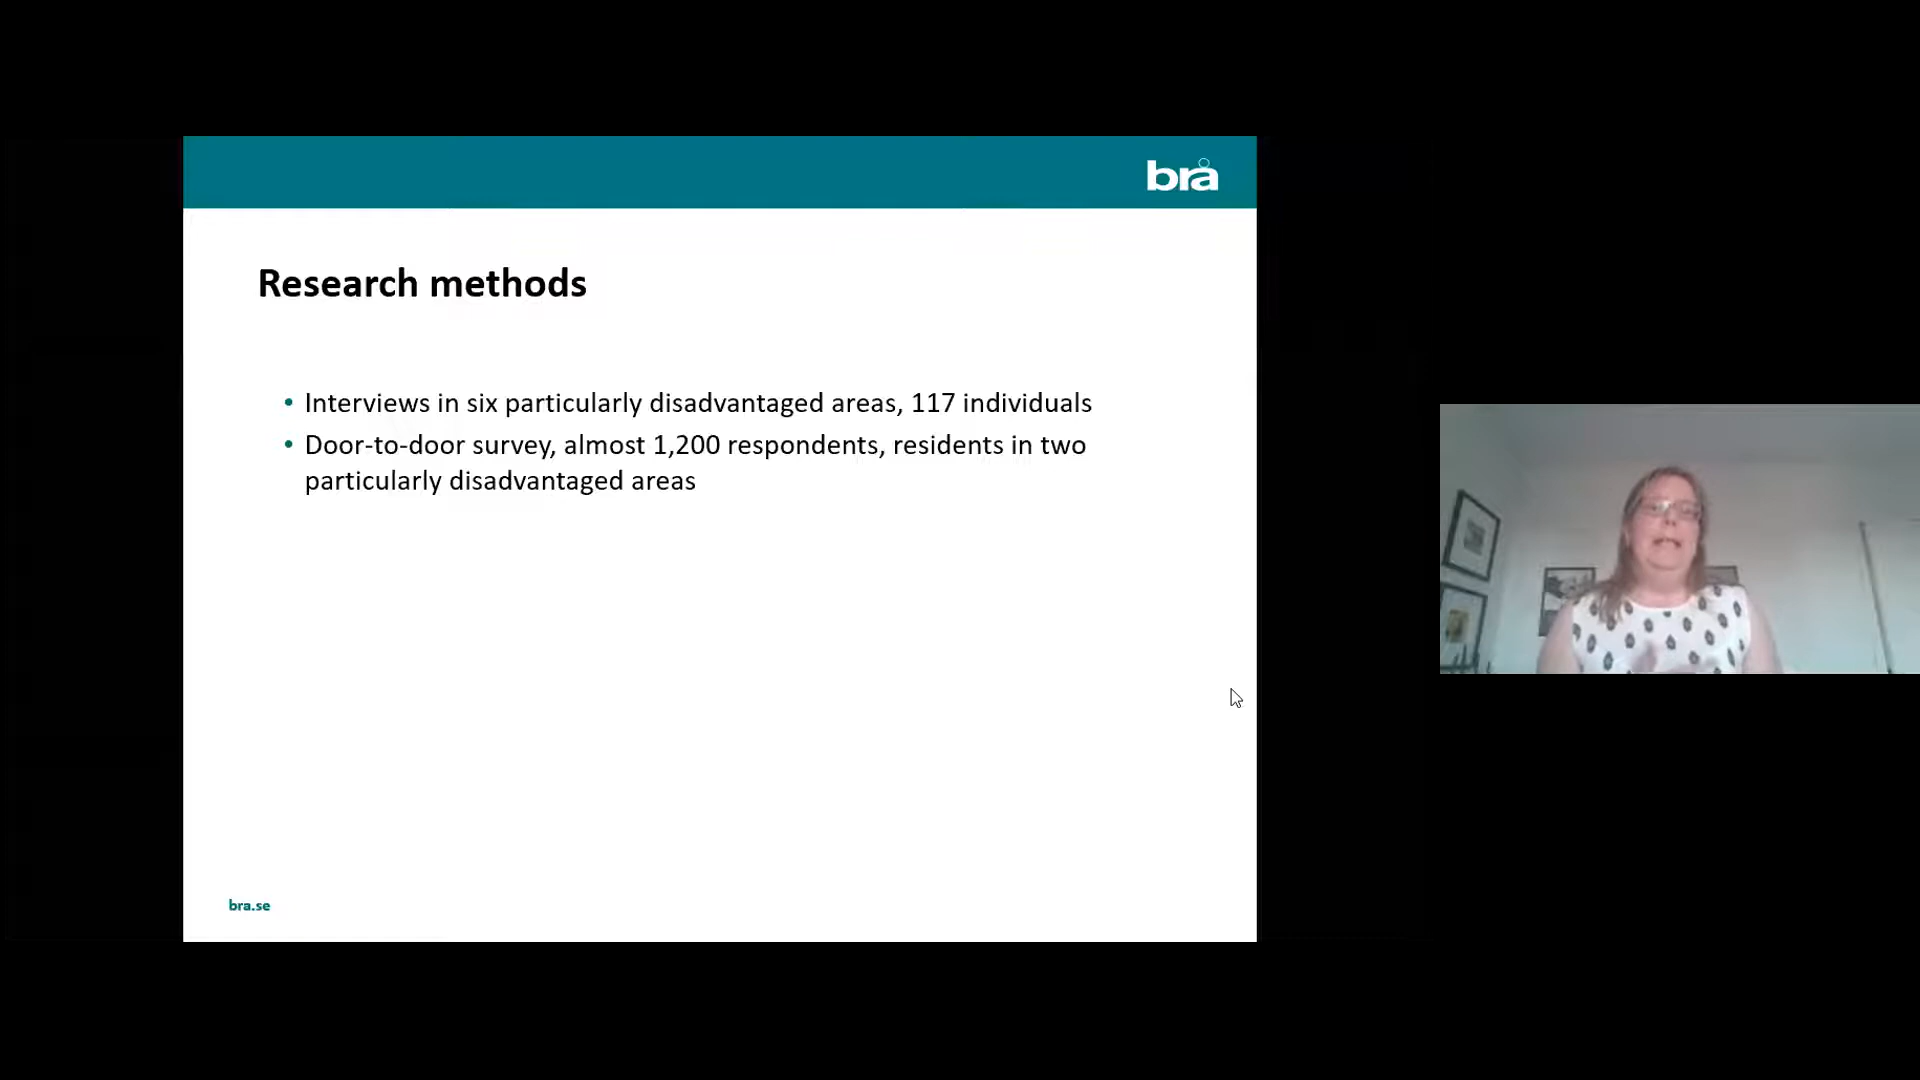 brå
Research methods
• Interviews in six particularly disadvantaged areas, 117 individuals
• Door-to-door survey, almost 1,200 respondents, residents in two
particularly disadvantaged areas
bra.se